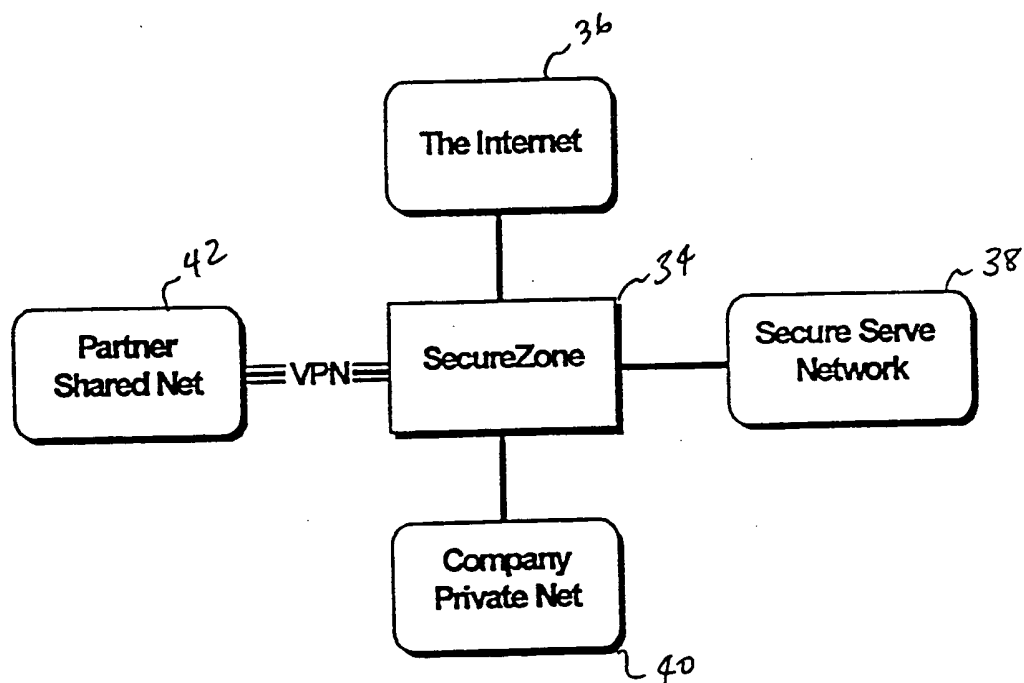 36
The Internet
42
34
38
Partner
Shared Net
VPN
SecureZone
Secure Serve
Network
Company
Private Net
40